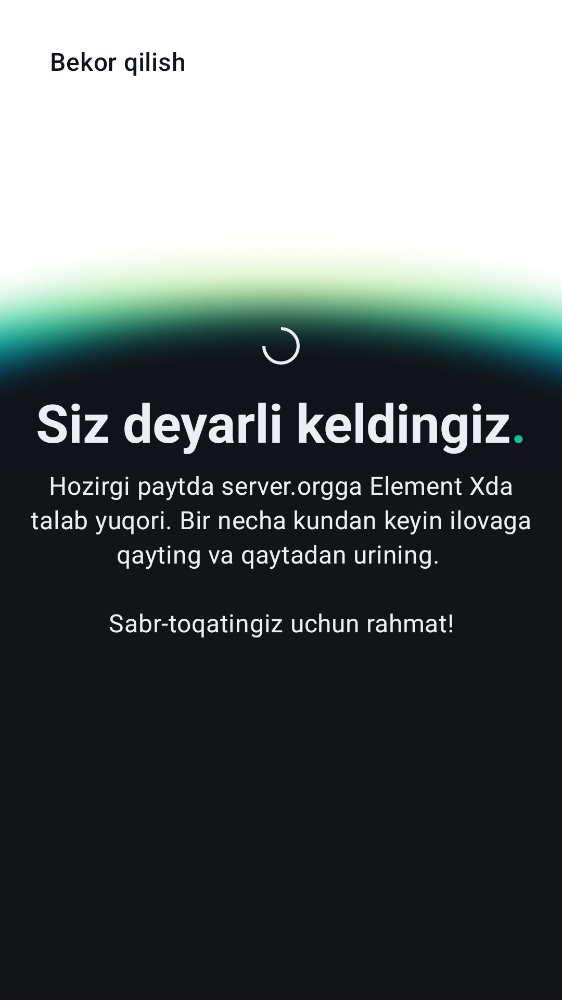 Bekor qilish
Siz deyarli keldingiz.
Hozirgi paytda server.orgga Element Xda
talab yuqori. Bir necha kundan keyin ilovaga
qayting va qaytadan urining.
Sabr-toqatingiz uchun rahmat!